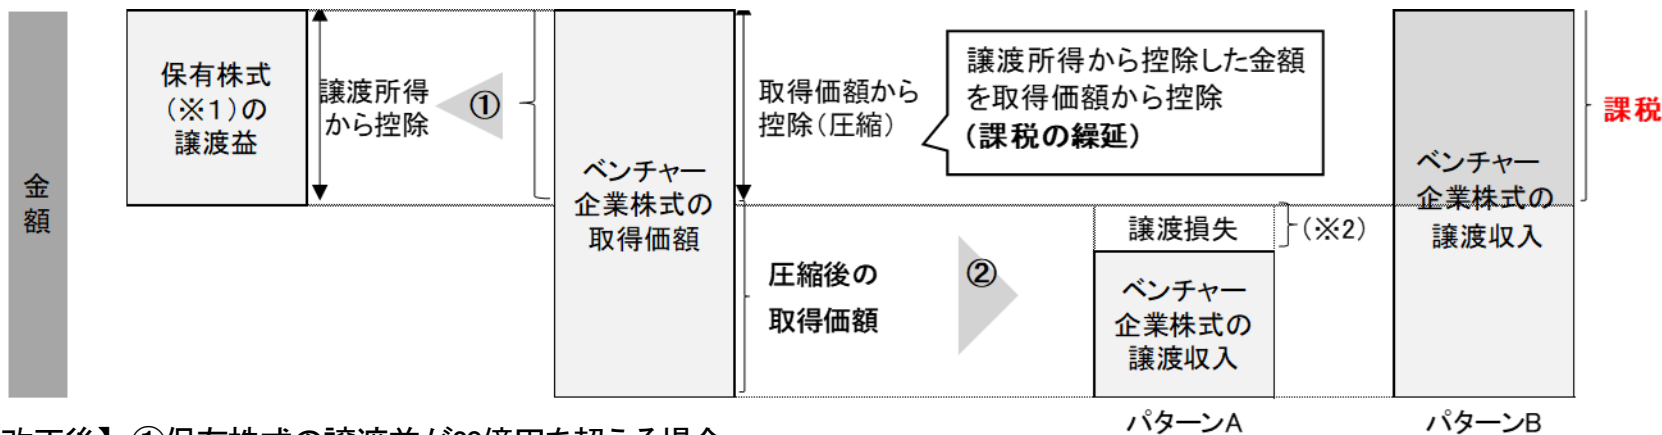 金
額
保有株式
(※1)の
譲渡益
譲渡所得
から控除
①
ベンチャー
企業株式の
取得価額
取得価額から
控除(圧縮)
譲渡所得から控除した金額
を取得価額から控除
(課税の繰延)
圧縮後の
取得価額
②
譲渡損失
(※2)
ベンチャー
企業株式の
譲渡収入
パターンA
ベンチャー
企業株式の
譲渡収入
課税
パターンB